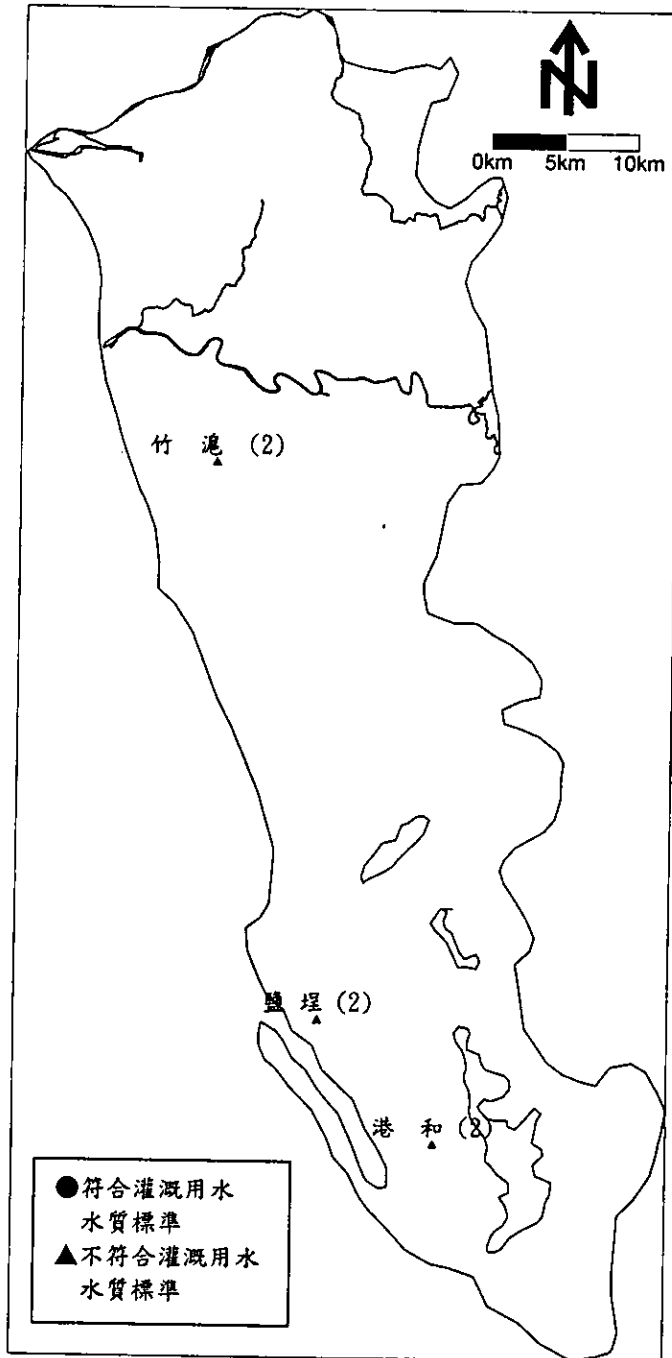 N
0km 5km 10km
竹 滬 (2)
鹽 埕 (2)
港 和 (2)
●符合灌溉用水
水質標準
▲不符合灌溉用水
水質標準